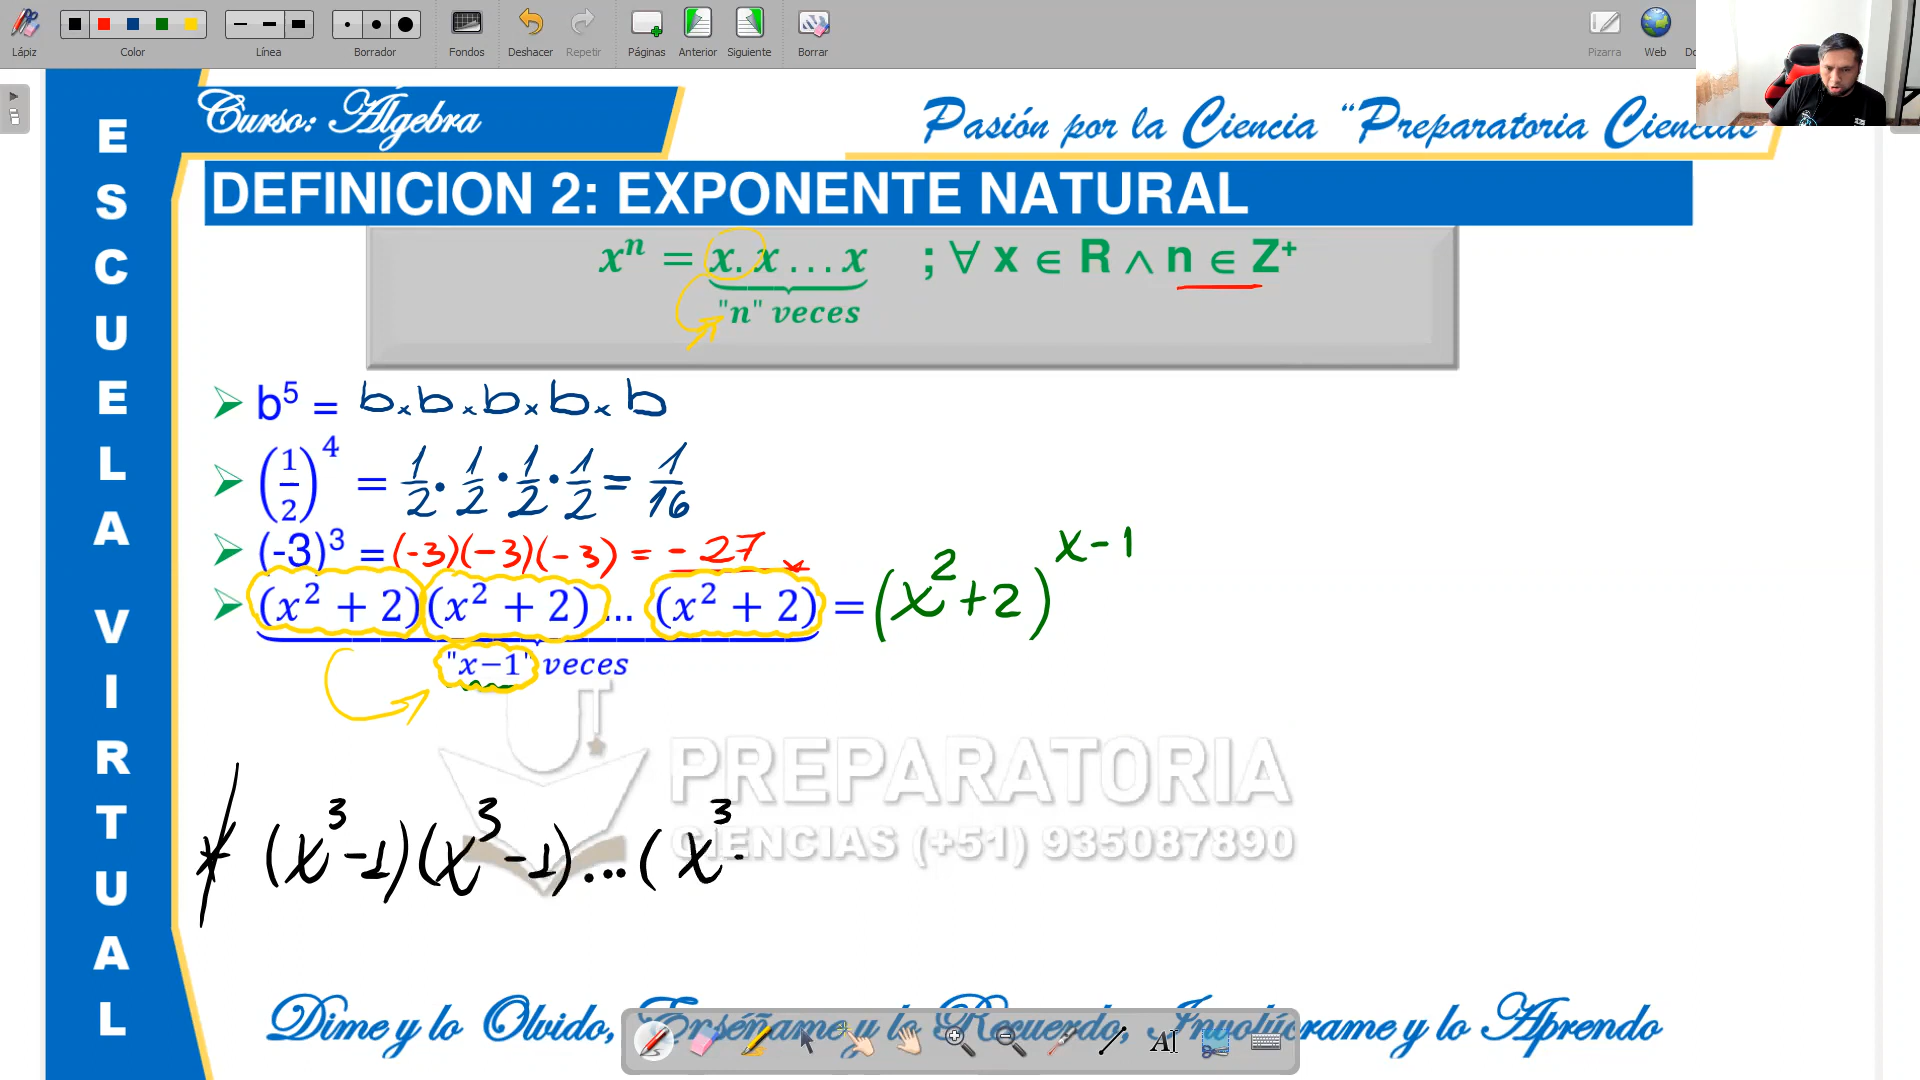 Lápiz Color Línea Borrador Fondos Deshacer Repetir Páginas Anterior Siguiente Borrar Pizarra Web
Curso: Álgebra
Pasión por la Ciencia “Preparatoria Ciencias”
ESCUELA VIRTUAL
DEFINICION 2: EXPONENTE NATURAL
xⁿ = x. x … x ; ∀ x ∈ R ∧ n ∈ Z⁺
"n" veces
b⁵ = b×b×b×b×b
(1/2)⁴ = 1/2 · 1/2 · 1/2 · 1/2 = 1/16
(-3)³ = (-3)(-3)(-3) = -27
(x² + 2)(x² + 2) … (x² + 2) = (x²+2)ˣ⁻¹
"x−1" veces
PREPARATORIA
CIENCIAS (+51) 935087890
* (x³-1)(x³-1)...(x³-
Dime y lo Olvido, Enséñame y lo Recuerdo, Involúcrame y lo Aprendo